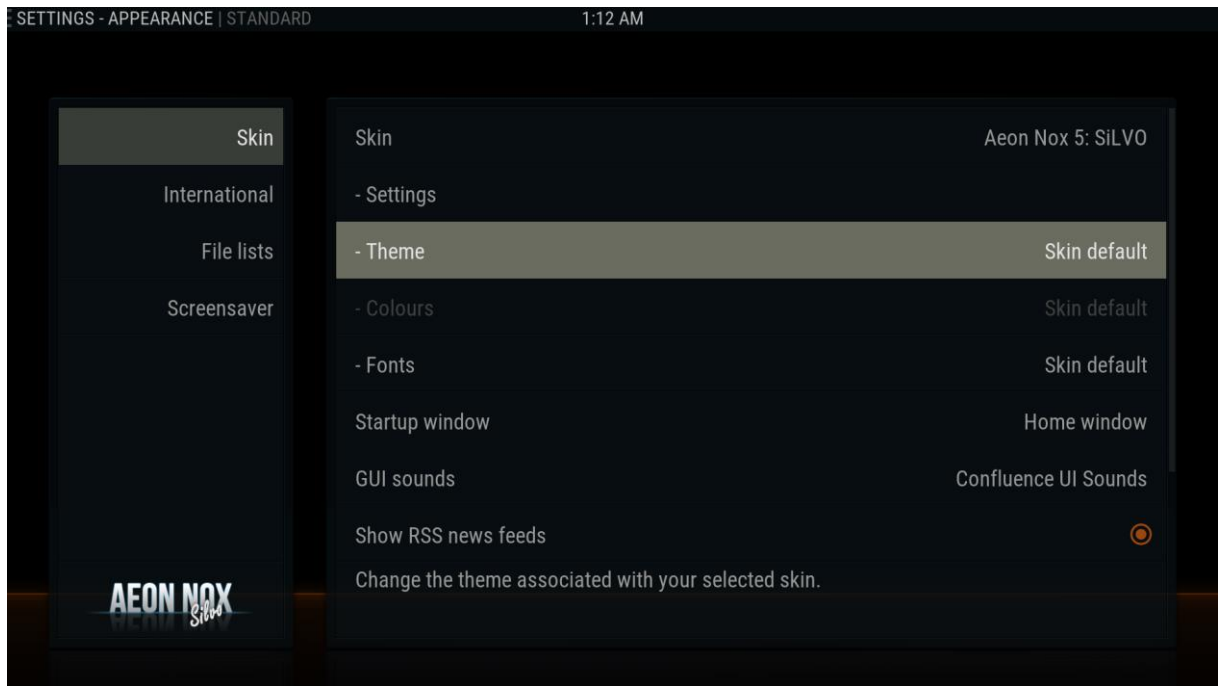 SETTINGS - APPEARANCE | STANDARD 1:12 AM
Skin
International
File lists
Screensaver
Skin Aeon Nox 5: SiLVO
- Settings
- Theme Skin default
- Colours Skin default
- Fonts Skin default
Startup window Home window
GUI sounds Confluence UI Sounds
Show RSS news feeds
Change the theme associated with your selected skin.
AEON NOX
Silvo